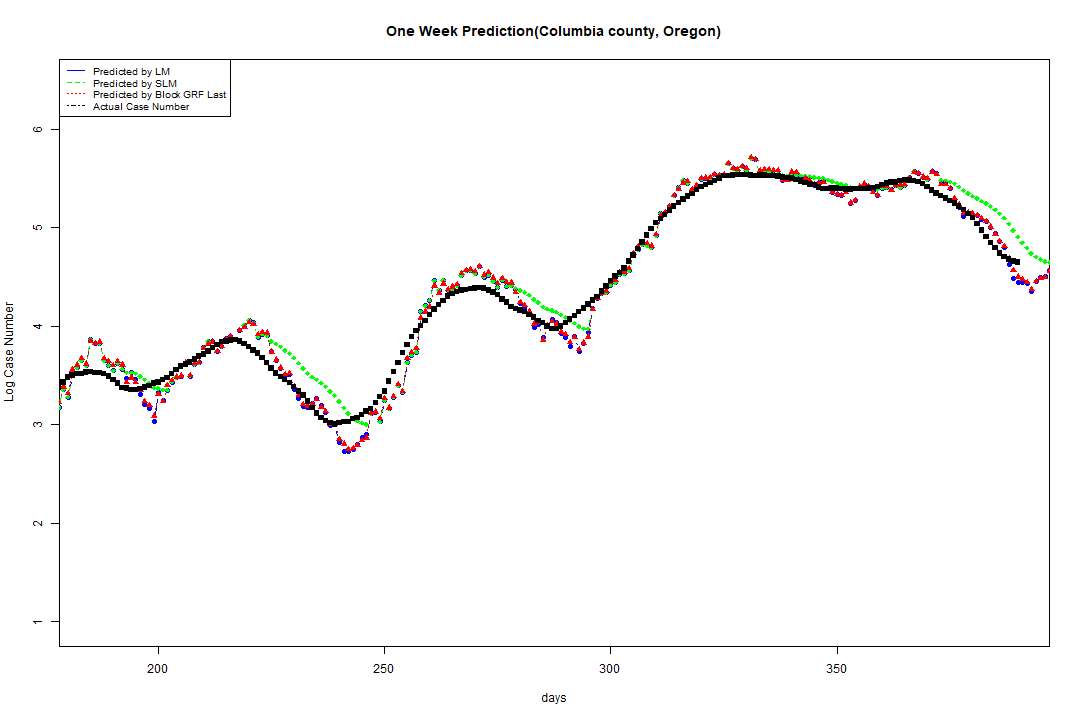 One Week Prediction(Columbia county, Oregon)
Predicted by LM
Predicted by SLM
Predicted by Block GRF Last
Actual Case Number
6
5
4
3
2
1
Log Case Number
200 250 300 350
days